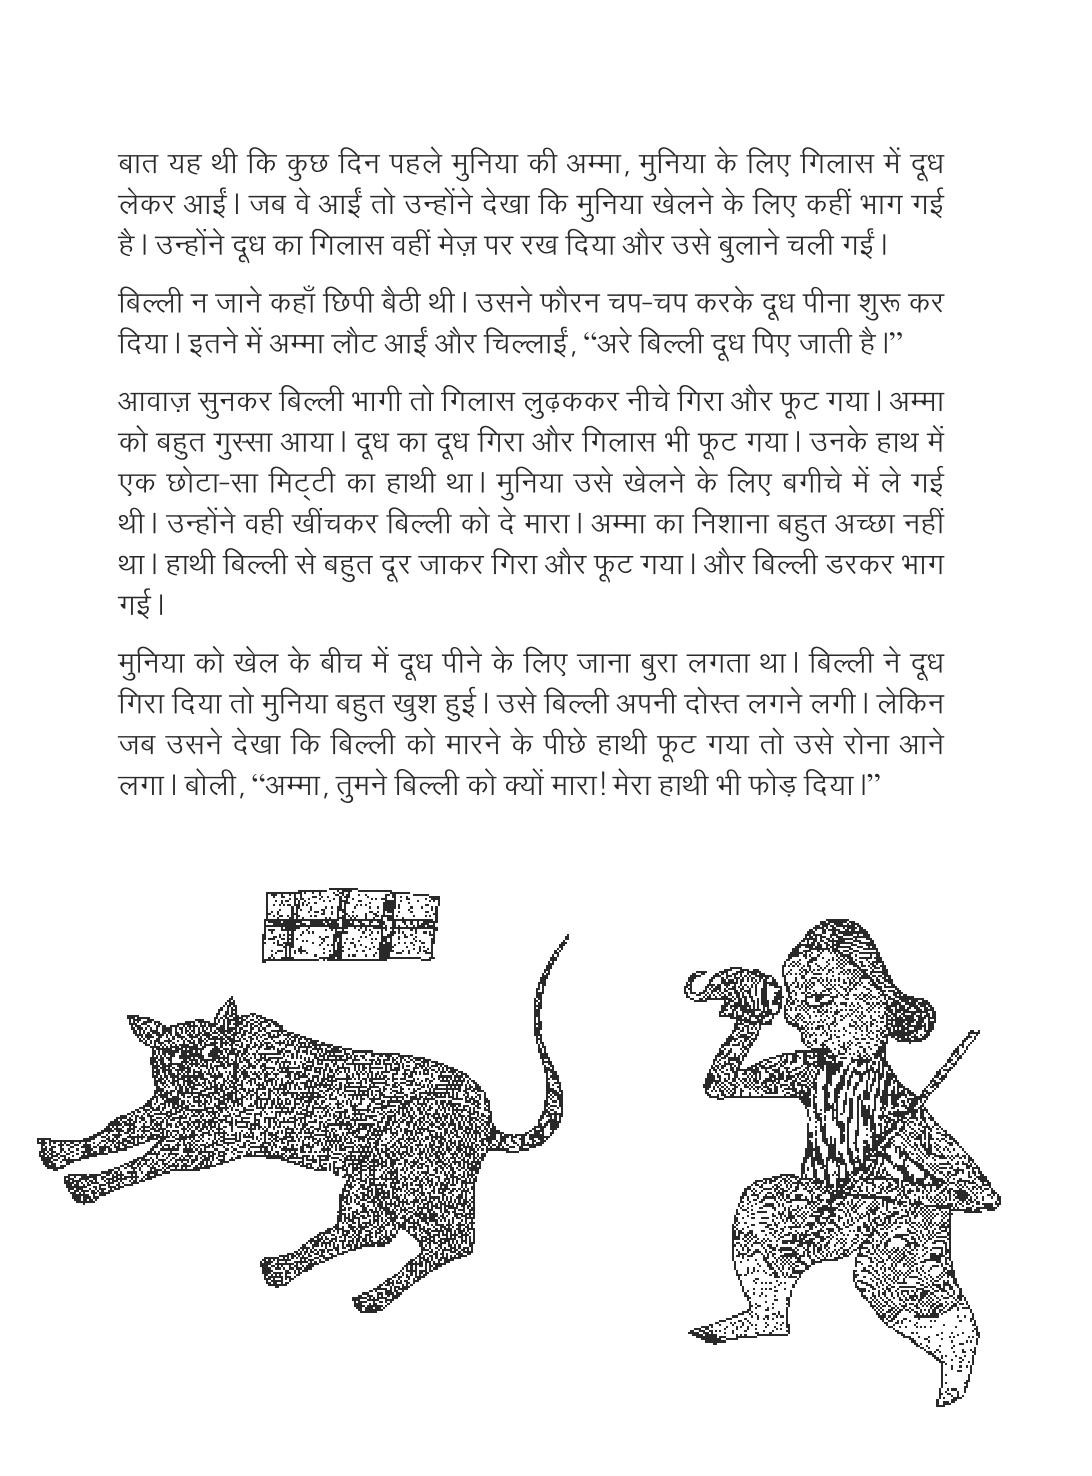 बात यह थी कि कुछ दिन पहले मुनिया की अम्मा, मुनिया के लिए गिलास में दूध
लेकर आईं। जब वे आईं तो उन्होंने देखा कि मुनिया खेलने के लिए कहीं भाग गई
है। उन्होंने दूध का गिलास वहीं मेज़ पर रख दिया और उसे बुलाने चली गईं।
बिल्ली न जाने कहाँ छिपी बैठी थी। उसने फौरन चप-चप करके दूध पीना शुरू कर
दिया। इतने में अम्मा लौट आईं और चिल्लाईं, “अरे बिल्ली दूध पिए जाती है।”
आवाज़ सुनकर बिल्ली भागी तो गिलास लुढ़ककर नीचे गिरा और फूट गया। अम्मा
को बहुत गुस्सा आया। दूध का दूध गिरा और गिलास भी फूट गया। उनके हाथ में
एक छोटा-सा मिट्‌टी का हाथी था। मुनिया उसे खेलने के लिए बगीचे में ले गई
थी। उन्होंने वही खींचकर बिल्ली को दे मारा। अम्मा का निशाना बहुत अच्छा नहीं
था। हाथी बिल्ली से बहुत दूर जाकर गिरा और फूट गया। और बिल्ली डरकर भाग
गई।
मुनिया को खेल के बीच में दूध पीने के लिए जाना बुरा लगता था। बिल्ली ने दूध
गिरा दिया तो मुनिया बहुत खुश हुई। उसे बिल्ली अपनी दोस्त लगने लगी। लेकिन
जब उसने देखा कि बिल्ली को मारने के पीछे हाथी फूट गया तो उसे रोना आने
लगा। बोली, “अम्मा, तुमने बिल्ली को क्यों मारा! मेरा हाथी भी फोड़ दिया।”